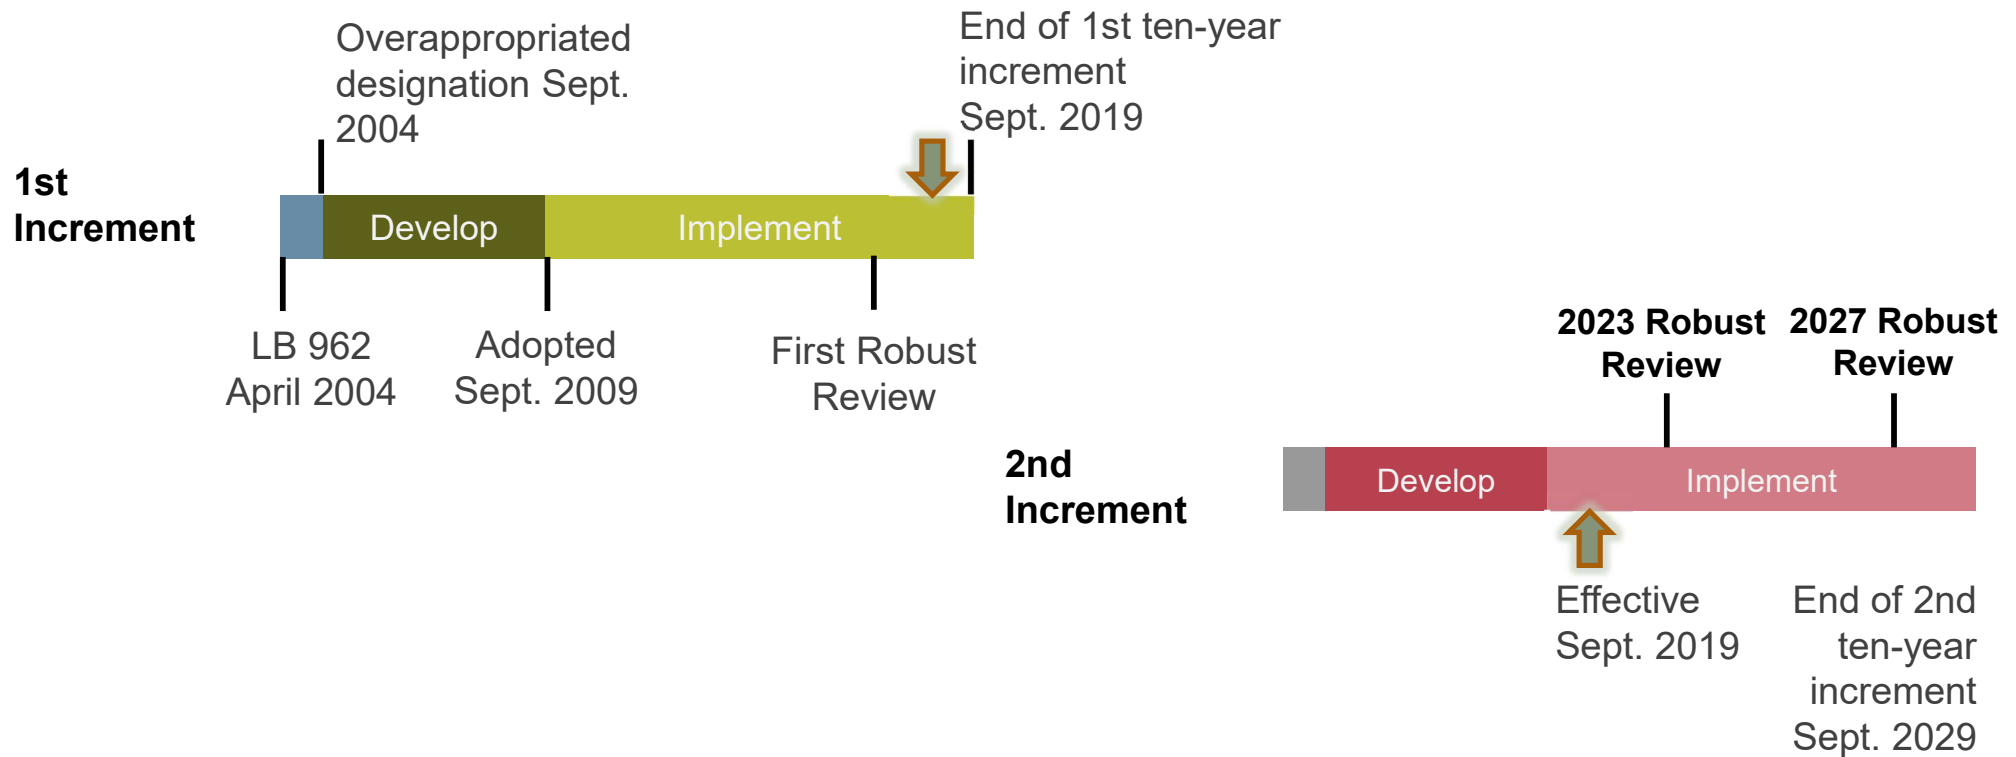 Overappropriated
designation Sept.
2004
End of 1st ten-year
increment
Sept. 2019
1st
Increment
Develop
Implement
LB 962
April 2004
Adopted
Sept. 2009
First Robust
Review
2023 Robust
Review
2027 Robust
Review
2nd
Increment
Develop
Implement
Effective
Sept. 2019
End of 2nd
ten-year
increment
Sept. 2029